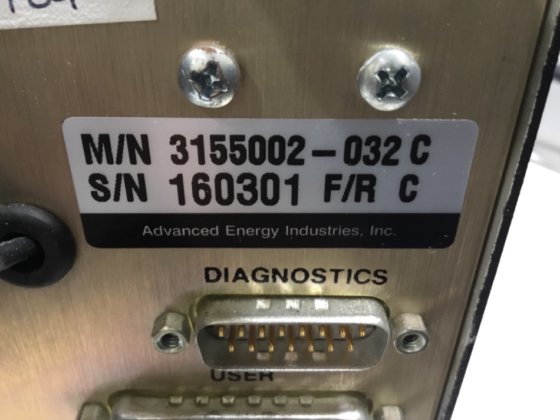 M/N 3155002-032 C
S/N 160301 F/R C
Advanced Energy Industries, Inc.
DIAGNOSTICS
USER